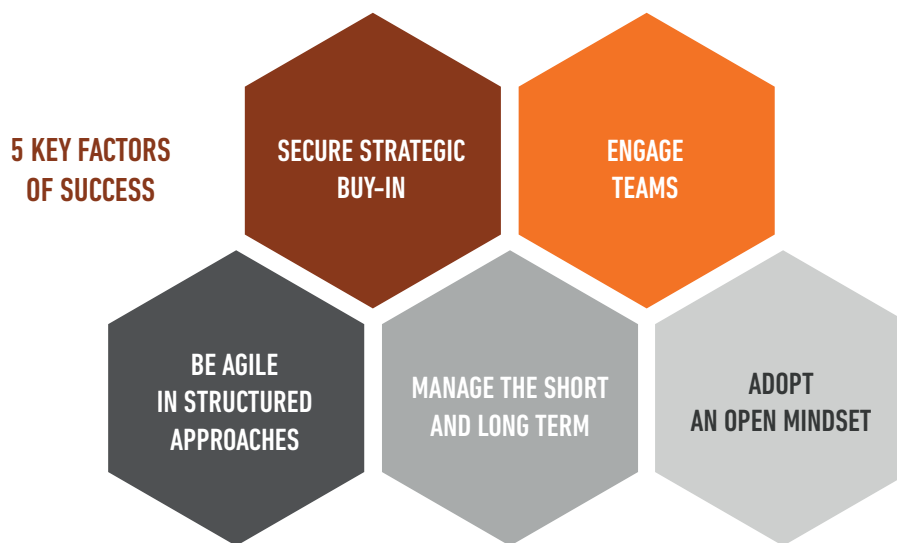 5 KEY FACTORS
OF SUCCESS
SECURE STRATEGIC
BUY-IN
ENGAGE
TEAMS
BE AGILE
IN STRUCTURED
APPROACHES
MANAGE THE SHORT
AND LONG TERM
ADOPT
AN OPEN MINDSET